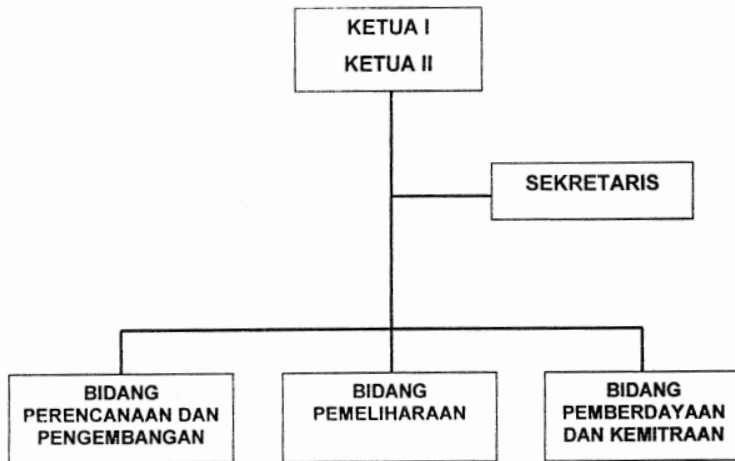 KETUA I
KETUA II
SEKRETARIS
BIDANG
PERENCANAAN DAN
PENGEMBANGAN
BIDANG
PEMELIHARAAN
BIDANG
PEMBERDAYAAN
DAN KEMITRAAN